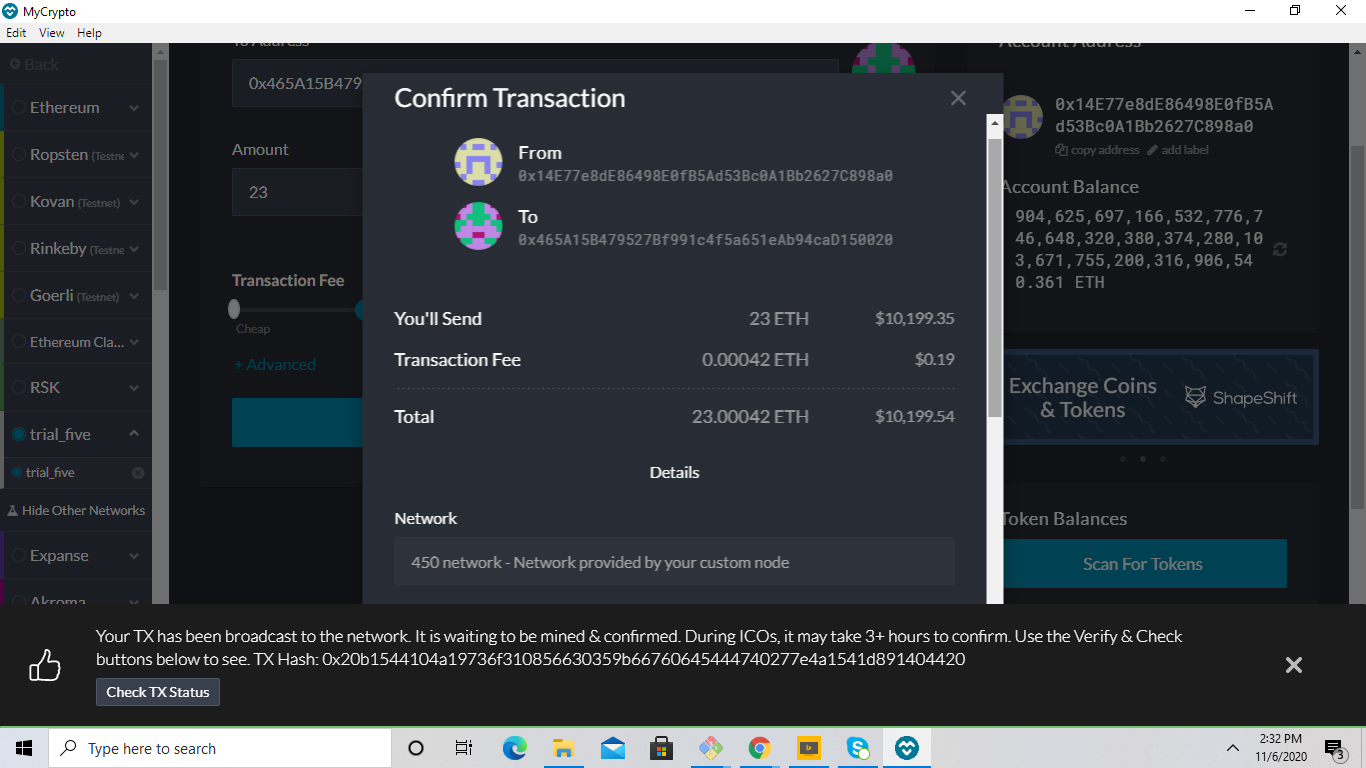 MyCrypto
Edit View Help
Back
Ethereum
Ropsten (Testne
Kovan (Testnet)
Rinkeby (Testne
Goerli (Testnet)
Ethereum Cla...
RSK
trial_five
trial_five
Hide Other Networks
Expanse
Akroma
To Address
0x465A15B479
Amount
23
Transaction Fee
Cheap
+ Advanced
Confirm Transaction
From
0x14E77e8dE86498E0fB5Ad53Bc0A1Bb2627C898a0
To
0x465A15B479527Bf991c4f5a651eAb94caD150020
You'll Send 23 ETH $10,199.35
Transaction Fee 0.00042 ETH $0.19
Total 23.00042 ETH $10,199.54
Details
Network
450 network - Network provided by your custom node
Account Address
0x14E77e8dE86498E0fB5A
d53Bc0A1Bb2627C898a0
copy address add label
Account Balance
904,625,697,166,532,776,7
46,648,320,380,374,280,10
3,671,755,200,316,906,54
0.361 ETH
Exchange Coins
& Tokens
ShapeShift
Token Balances
Scan For Tokens
Your TX has been broadcast to the network. It is waiting to be mined & confirmed. During ICOs, it may take 3+ hours to confirm. Use the Verify & Check
buttons below to see. TX Hash: 0x20b1544104a19736f310856630359b66760645444740277e4a1541d891404420
Check TX Status
Type here to search
2:32 PM
11/6/2020
3